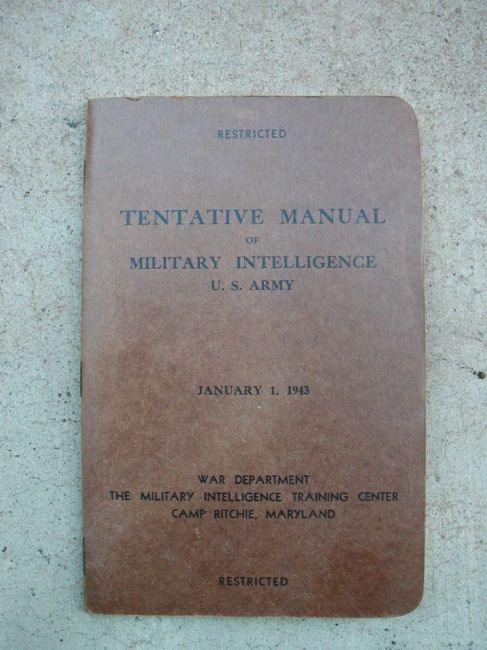 RESTRICTED
TENTATIVE MANUAL
OF
MILITARY INTELLIGENCE
U. S. ARMY
JANUARY 1, 1943
WAR DEPARTMENT
THE MILITARY INTELLIGENCE TRAINING CENTER
CAMP RITCHIE, MARYLAND
RESTRICTED